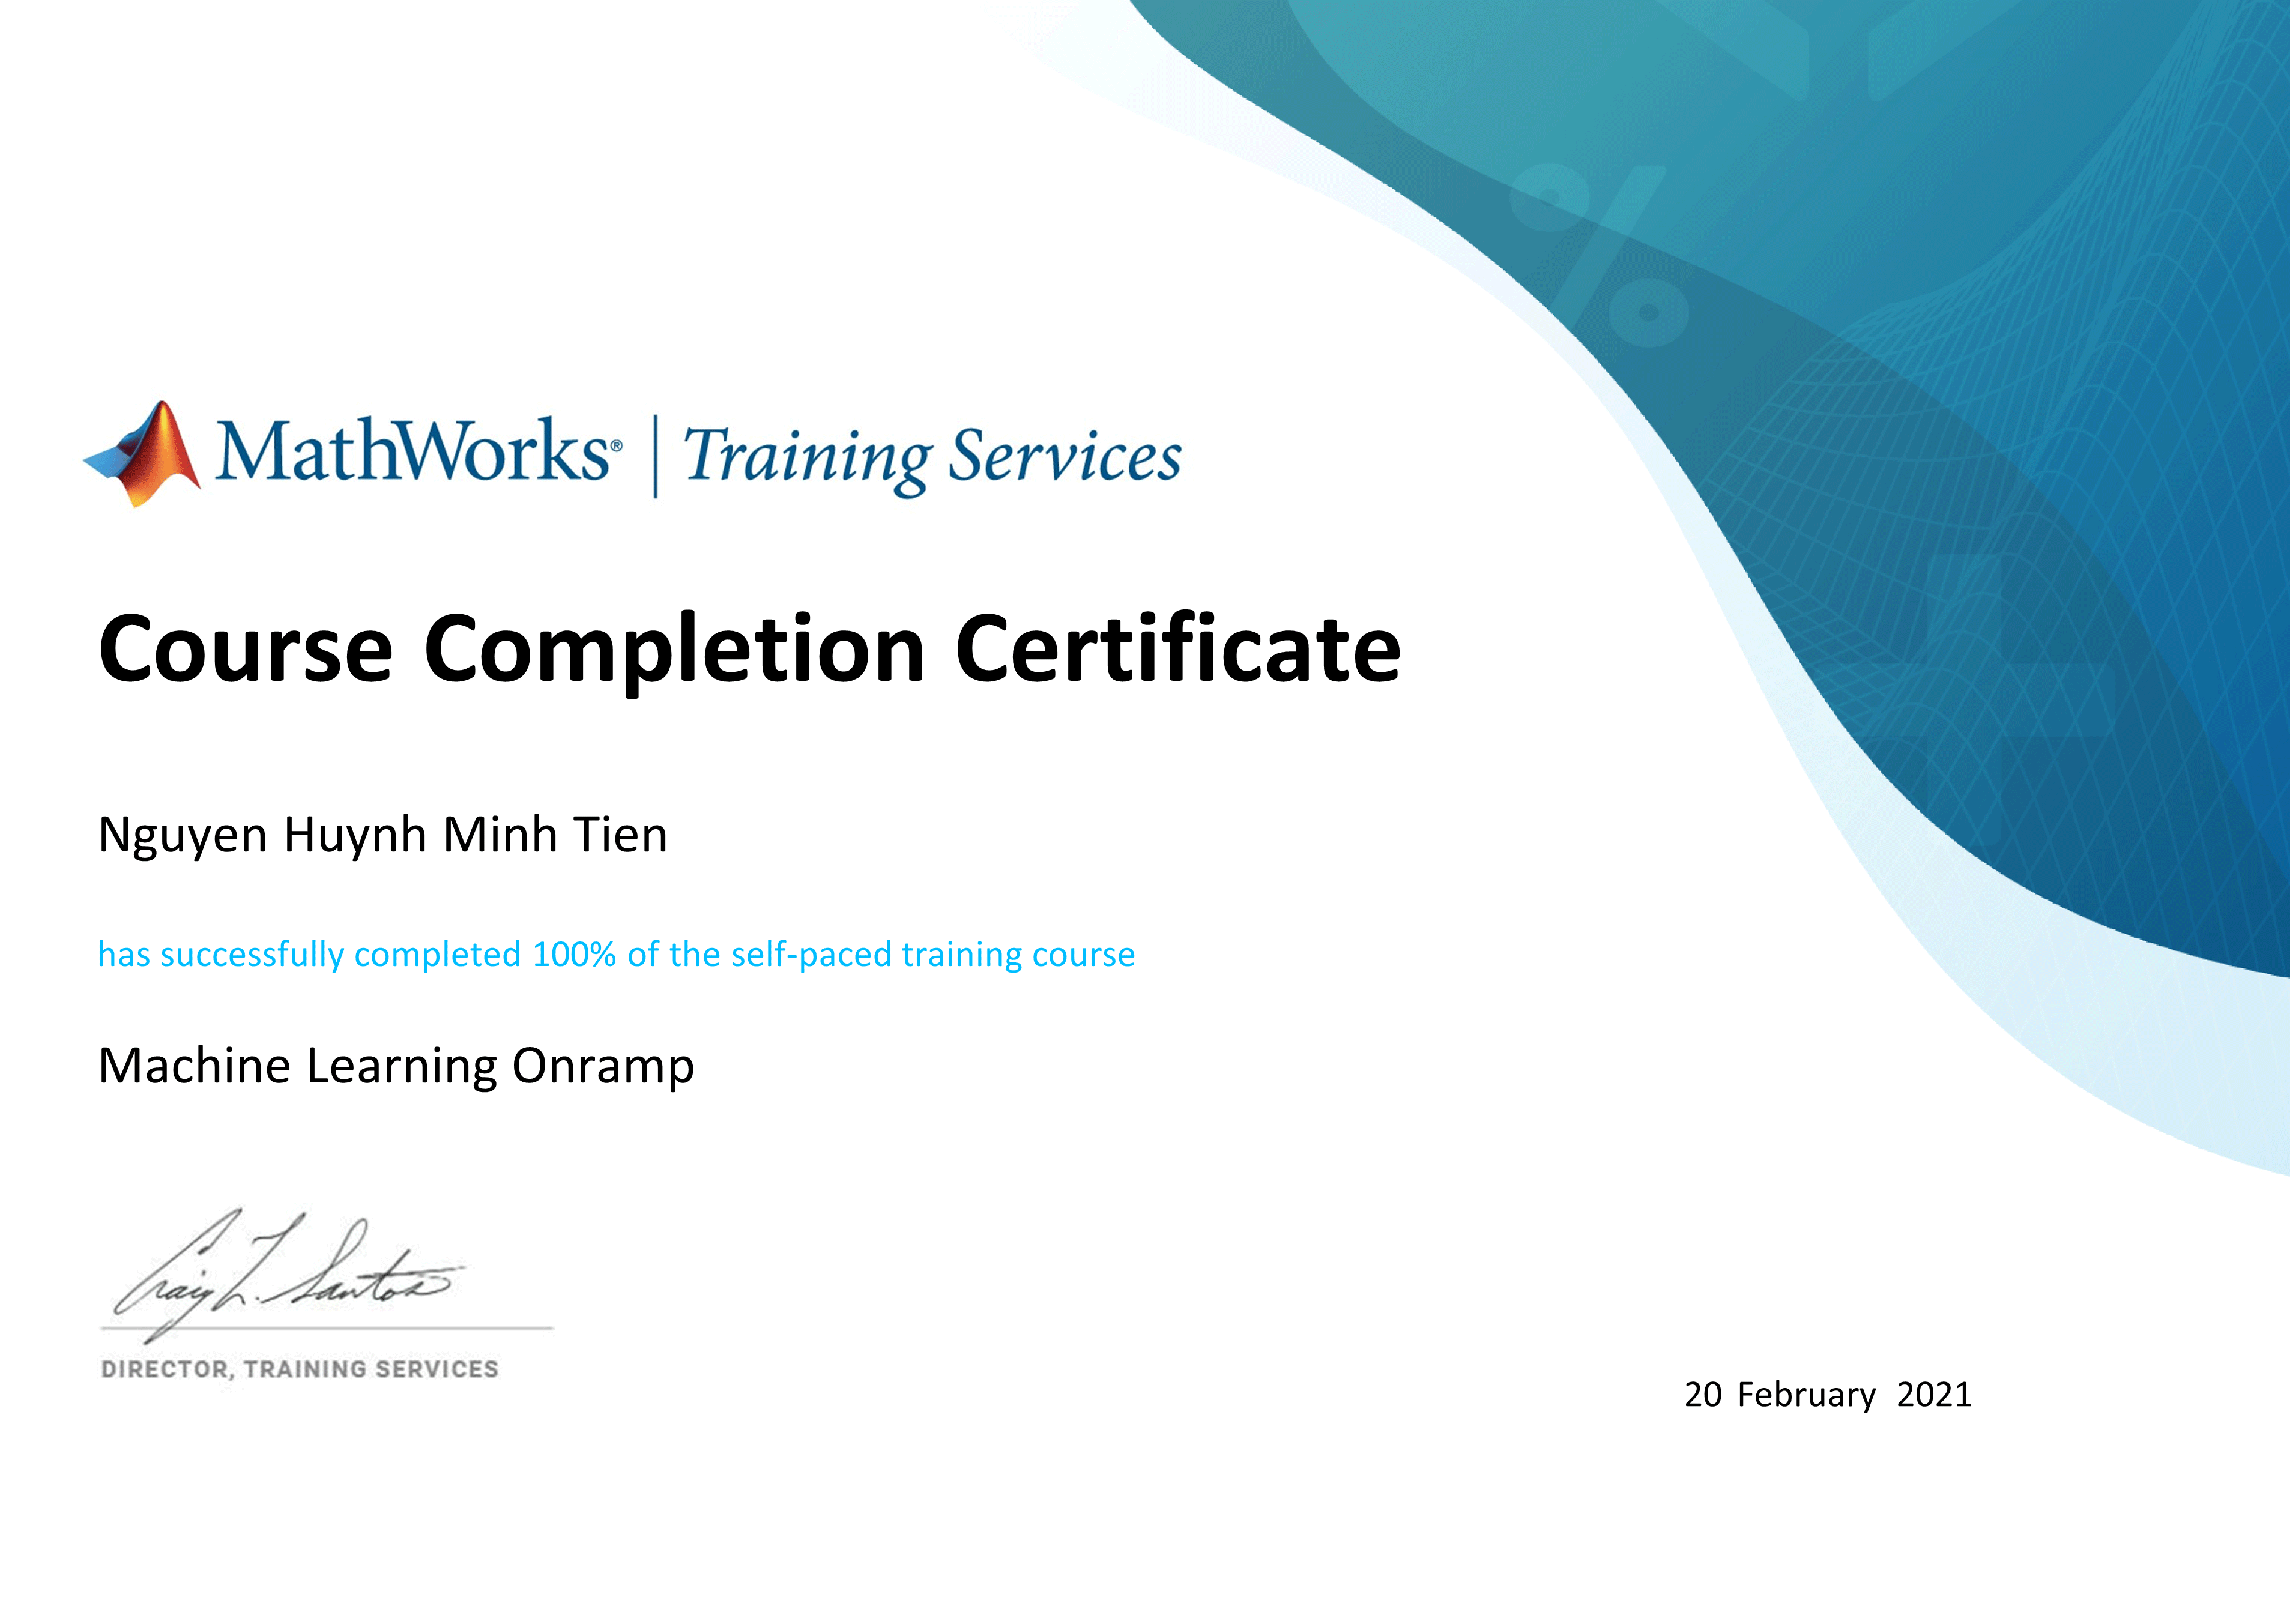 MathWorks® | Training Services
Course Completion Certificate
Nguyen Huynh Minh Tien
has successfully completed 100% of the self-paced training course
Machine Learning Onramp
Craig L. Santos
DIRECTOR, TRAINING SERVICES
20 February 2021